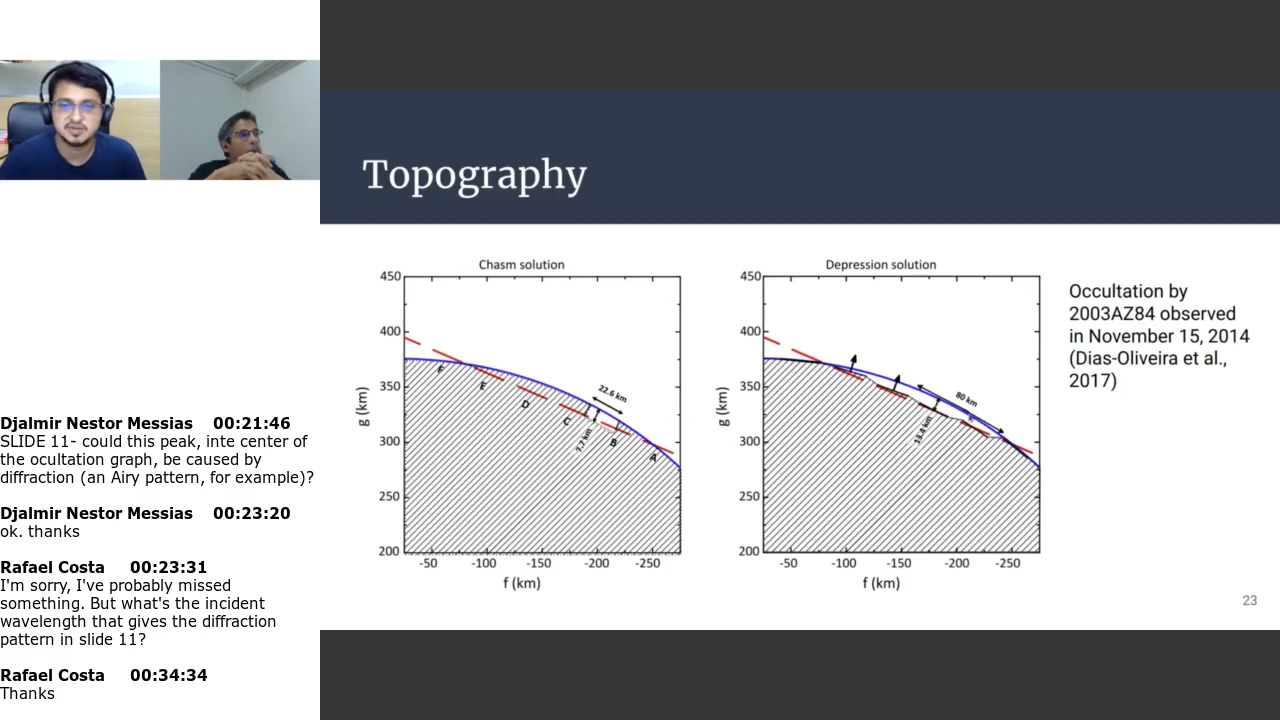 Topography
Chasm solution
450
400
350
300
250
200
g (km)
F
E
D
C
B
A
22.6 km
7.7 km
-50
-100
-150
-200
-250
f (km)
Depression solution
450
400
350
300
250
200
g (km)
80 km
13.4 km
-50
-100
-150
-200
-250
f (km)
Occultation by
2003AZ84 observed
in November 15, 2014
(Dias-Oliveira et al.,
2017)
23
Djalmir Nestor Messias 00:21:46
SLIDE 11- could this peak, inte center of
the ocultation graph, be caused by
diffraction (an Airy pattern, for example)?
Djalmir Nestor Messias 00:23:20
ok. thanks
Rafael Costa 00:23:31
I'm sorry, I've probably missed
something. But what's the incident
wavelength that gives the diffraction
pattern in slide 11?
Rafael Costa 00:34:34
Thanks